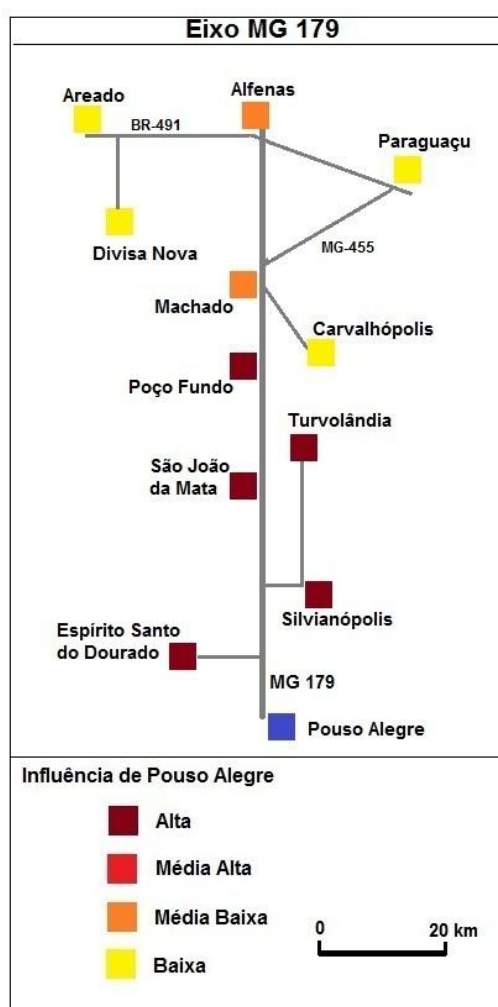 Eixo MG 179
Areado
Alfenas
BR-491
Paraguaçu
Divisa Nova
MG-455
Machado
Carvalhópolis
Poço Fundo
Turvolândia
São João
da Mata
Silvianópolis
Espírito Santo
do Dourado
MG 179
Pouso Alegre
Influência de Pouso Alegre
Alta
Média Alta
Média Baixa
0 20 km
Baixa